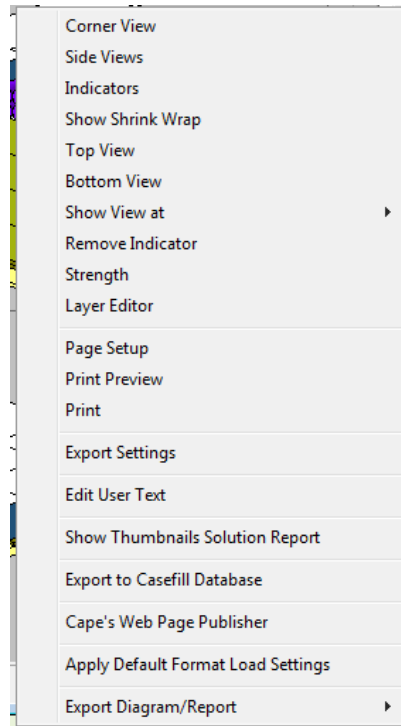 Corner View
Side Views
Indicators
Show Shrink Wrap
Top View
Bottom View
Show View at
Remove Indicator
Strength
Layer Editor
Page Setup
Print Preview
Print
Export Settings
Edit User Text
Show Thumbnails Solution Report
Export to Casefill Database
Cape's Web Page Publisher
Apply Default Format Load Settings
Export Diagram/Report